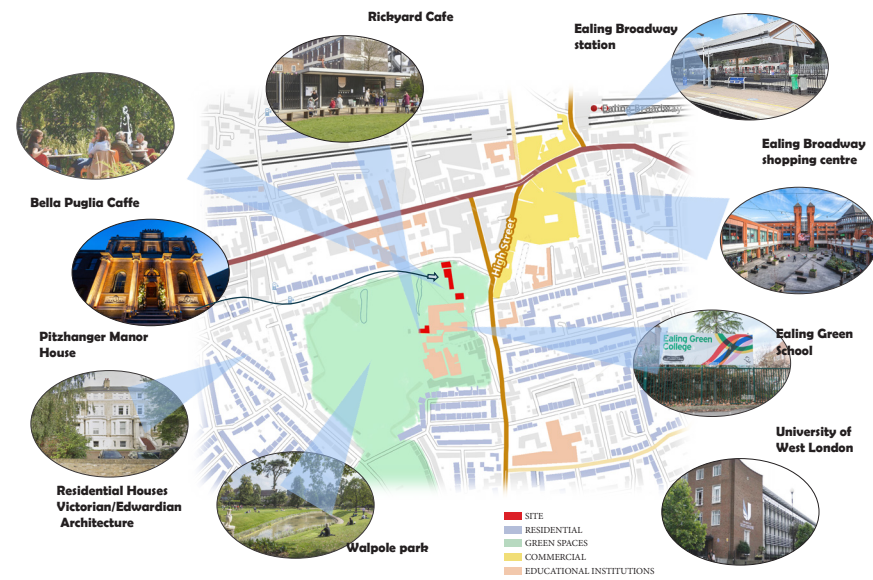 Rickyard Cafe
Ealing Broadway
station
Ealing Broadway
shopping centre
Bella Puglia Caffe
High Street
Pitzhanger Manor
House
Ealing Green
College
Ealing Green
School
University of
West London
Residential Houses
Victorian/Edwardian
Architecture
Walpole park
SITE
RESIDENTIAL
GREEN SPACES
COMMERCIAL
EDUCATIONAL INSTITUTIONS